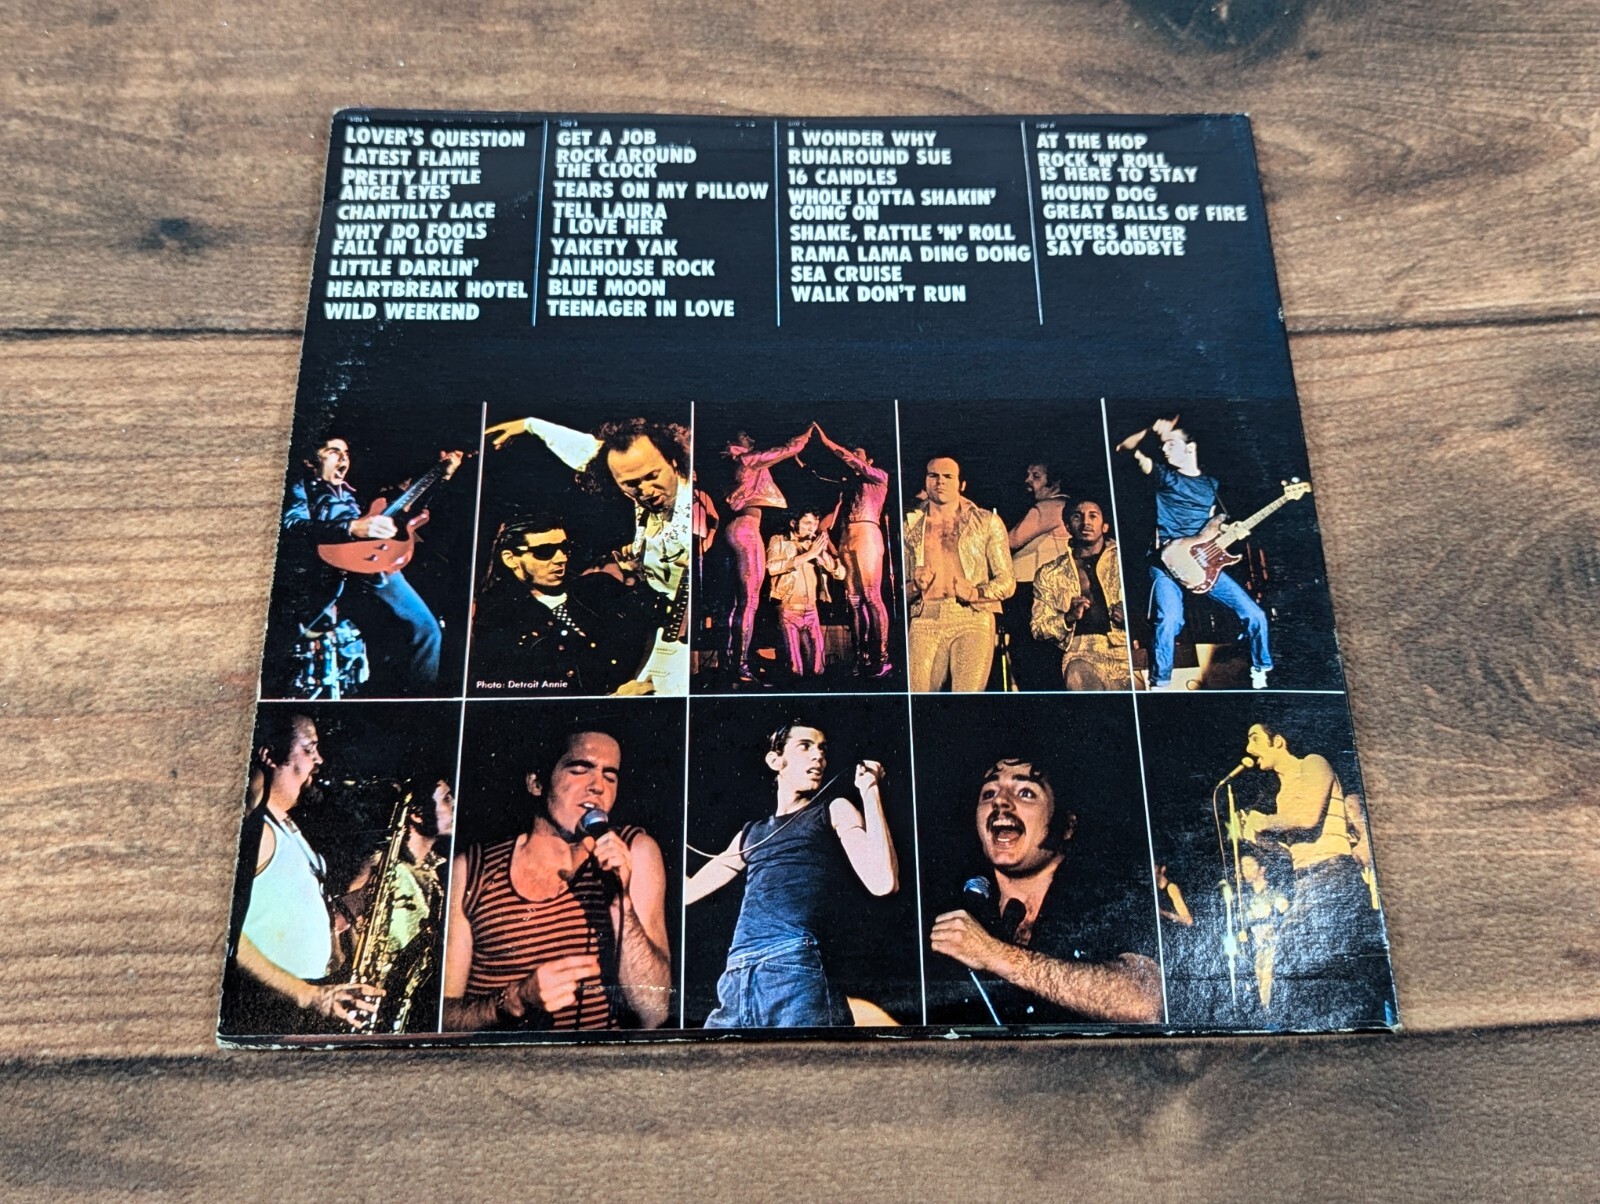 SIDE A
LOVER'S QUESTION
LATEST FLAME
PRETTY LITTLE
ANGEL EYES
CHANTILLY LACE
WHY DO FOOLS
FALL IN LOVE
LITTLE DARLIN'
HEARTBREAK HOTEL
WILD WEEKEND
SIDE B
GET A JOB
ROCK AROUND
THE CLOCK
TEARS ON MY PILLOW
TELL LAURA
I LOVE HER
YAKETY YAK
JAILHOUSE ROCK
BLUE MOON
TEENAGER IN LOVE
SIDE C
I WONDER WHY
RUNAROUND SUE
16 CANDLES
WHOLE LOTTA SHAKIN'
GOING ON
SHAKE, RATTLE 'N' ROLL
RAMA LAMA DING DONG
SEA CRUISE
WALK DON'T RUN
AT THE HOP
ROCK 'N' ROLL
IS HERE TO STAY
HOUND DOG
GREAT BALLS OF FIRE
LOVERS NEVER
SAY GOODBYE
Photo: Detroit Annie